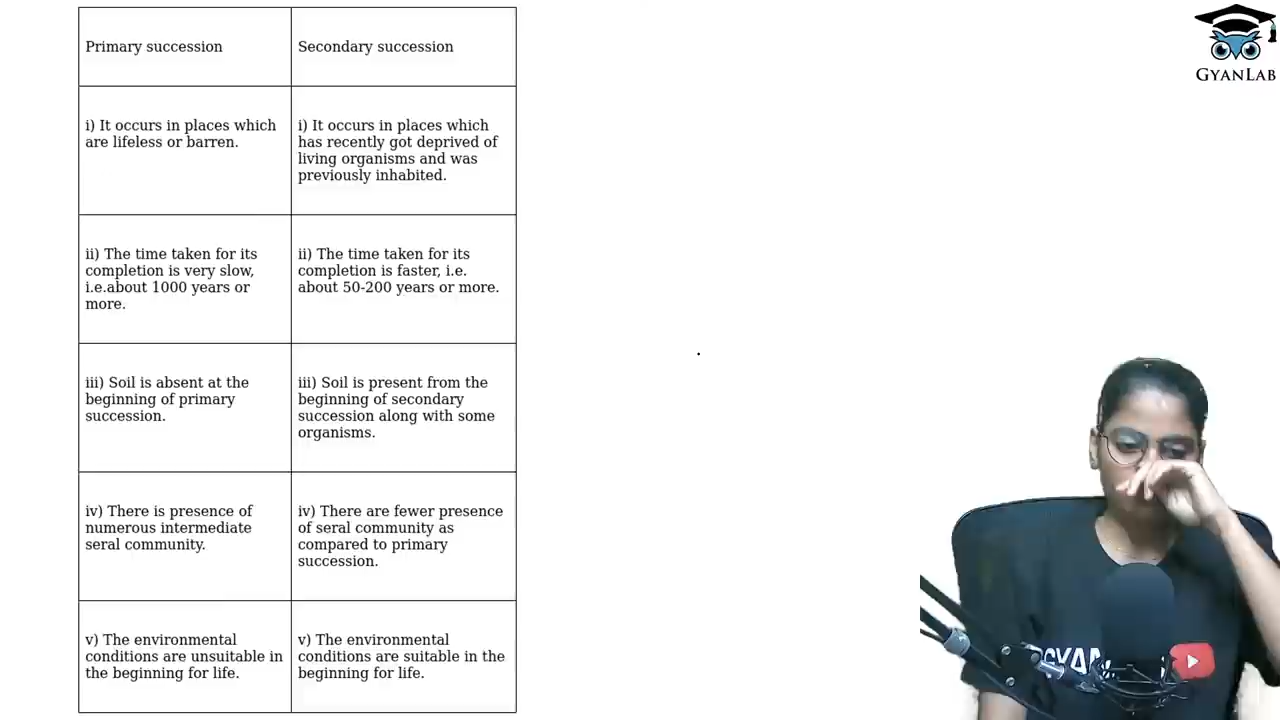 Primary succession
Secondary succession
i) It occurs in places which
are lifeless or barren.
i) It occurs in places which
has recently got deprived of
living organisms and was
previously inhabited.
ii) The time taken for its
completion is very slow,
i.e.about 1000 years or
more.
ii) The time taken for its
completion is faster, i.e.
about 50-200 years or more.
iii) Soil is absent at the
beginning of primary
succession.
iii) Soil is present from the
beginning of secondary
succession along with some
organisms.
iv) There is presence of
numerous intermediate
seral community.
iv) There are fewer presence
of seral community as
compared to primary
succession.
v) The environmental
conditions are unsuitable in
the beginning for life.
v) The environmental
conditions are suitable in the
beginning for life.
GYANLAB